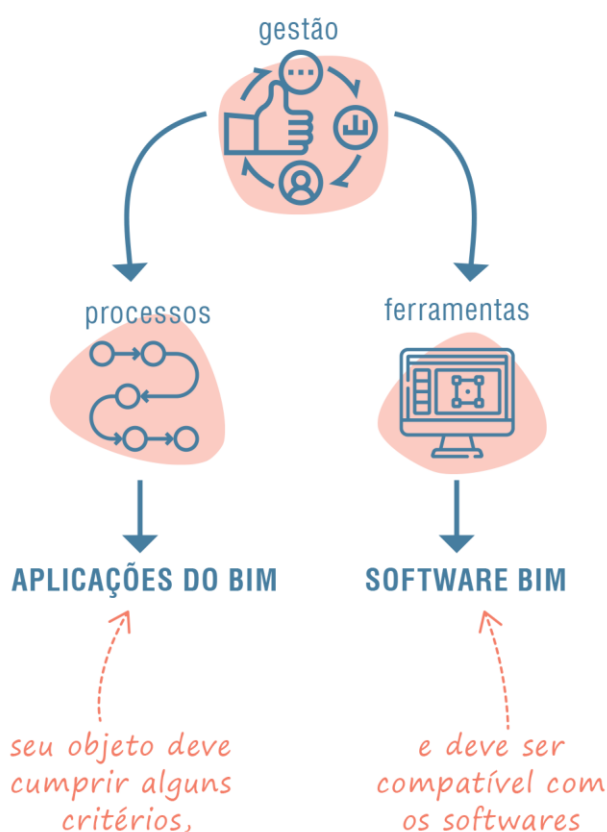 gestão
processos
ferramentas
APLICAÇÕES DO BIM
SOFTWARE BIM
seu objeto deve
cumprir alguns
critérios,
e deve ser
compatível com
os softwares